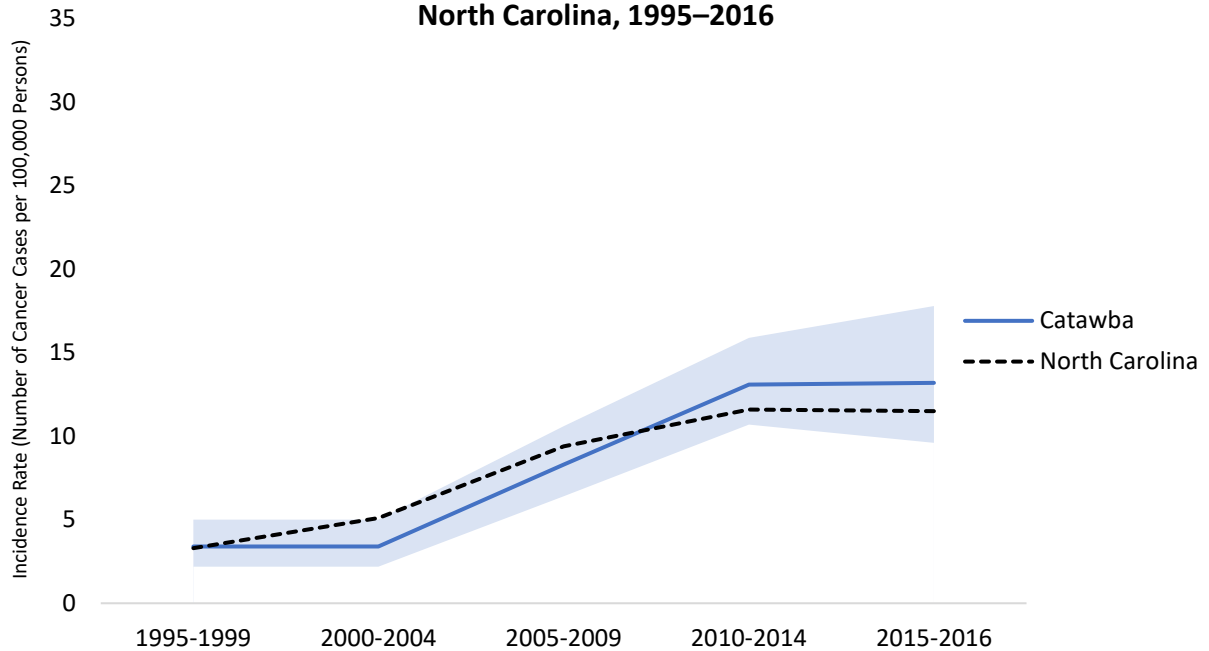 North Carolina, 1995–2016
Incidence Rate (Number of Cancer Cases per 100,000 Persons)
35
30
25
20
15
10
5
0
1995-1999 2000-2004 2005-2009 2010-2014 2015-2016
Catawba
North Carolina